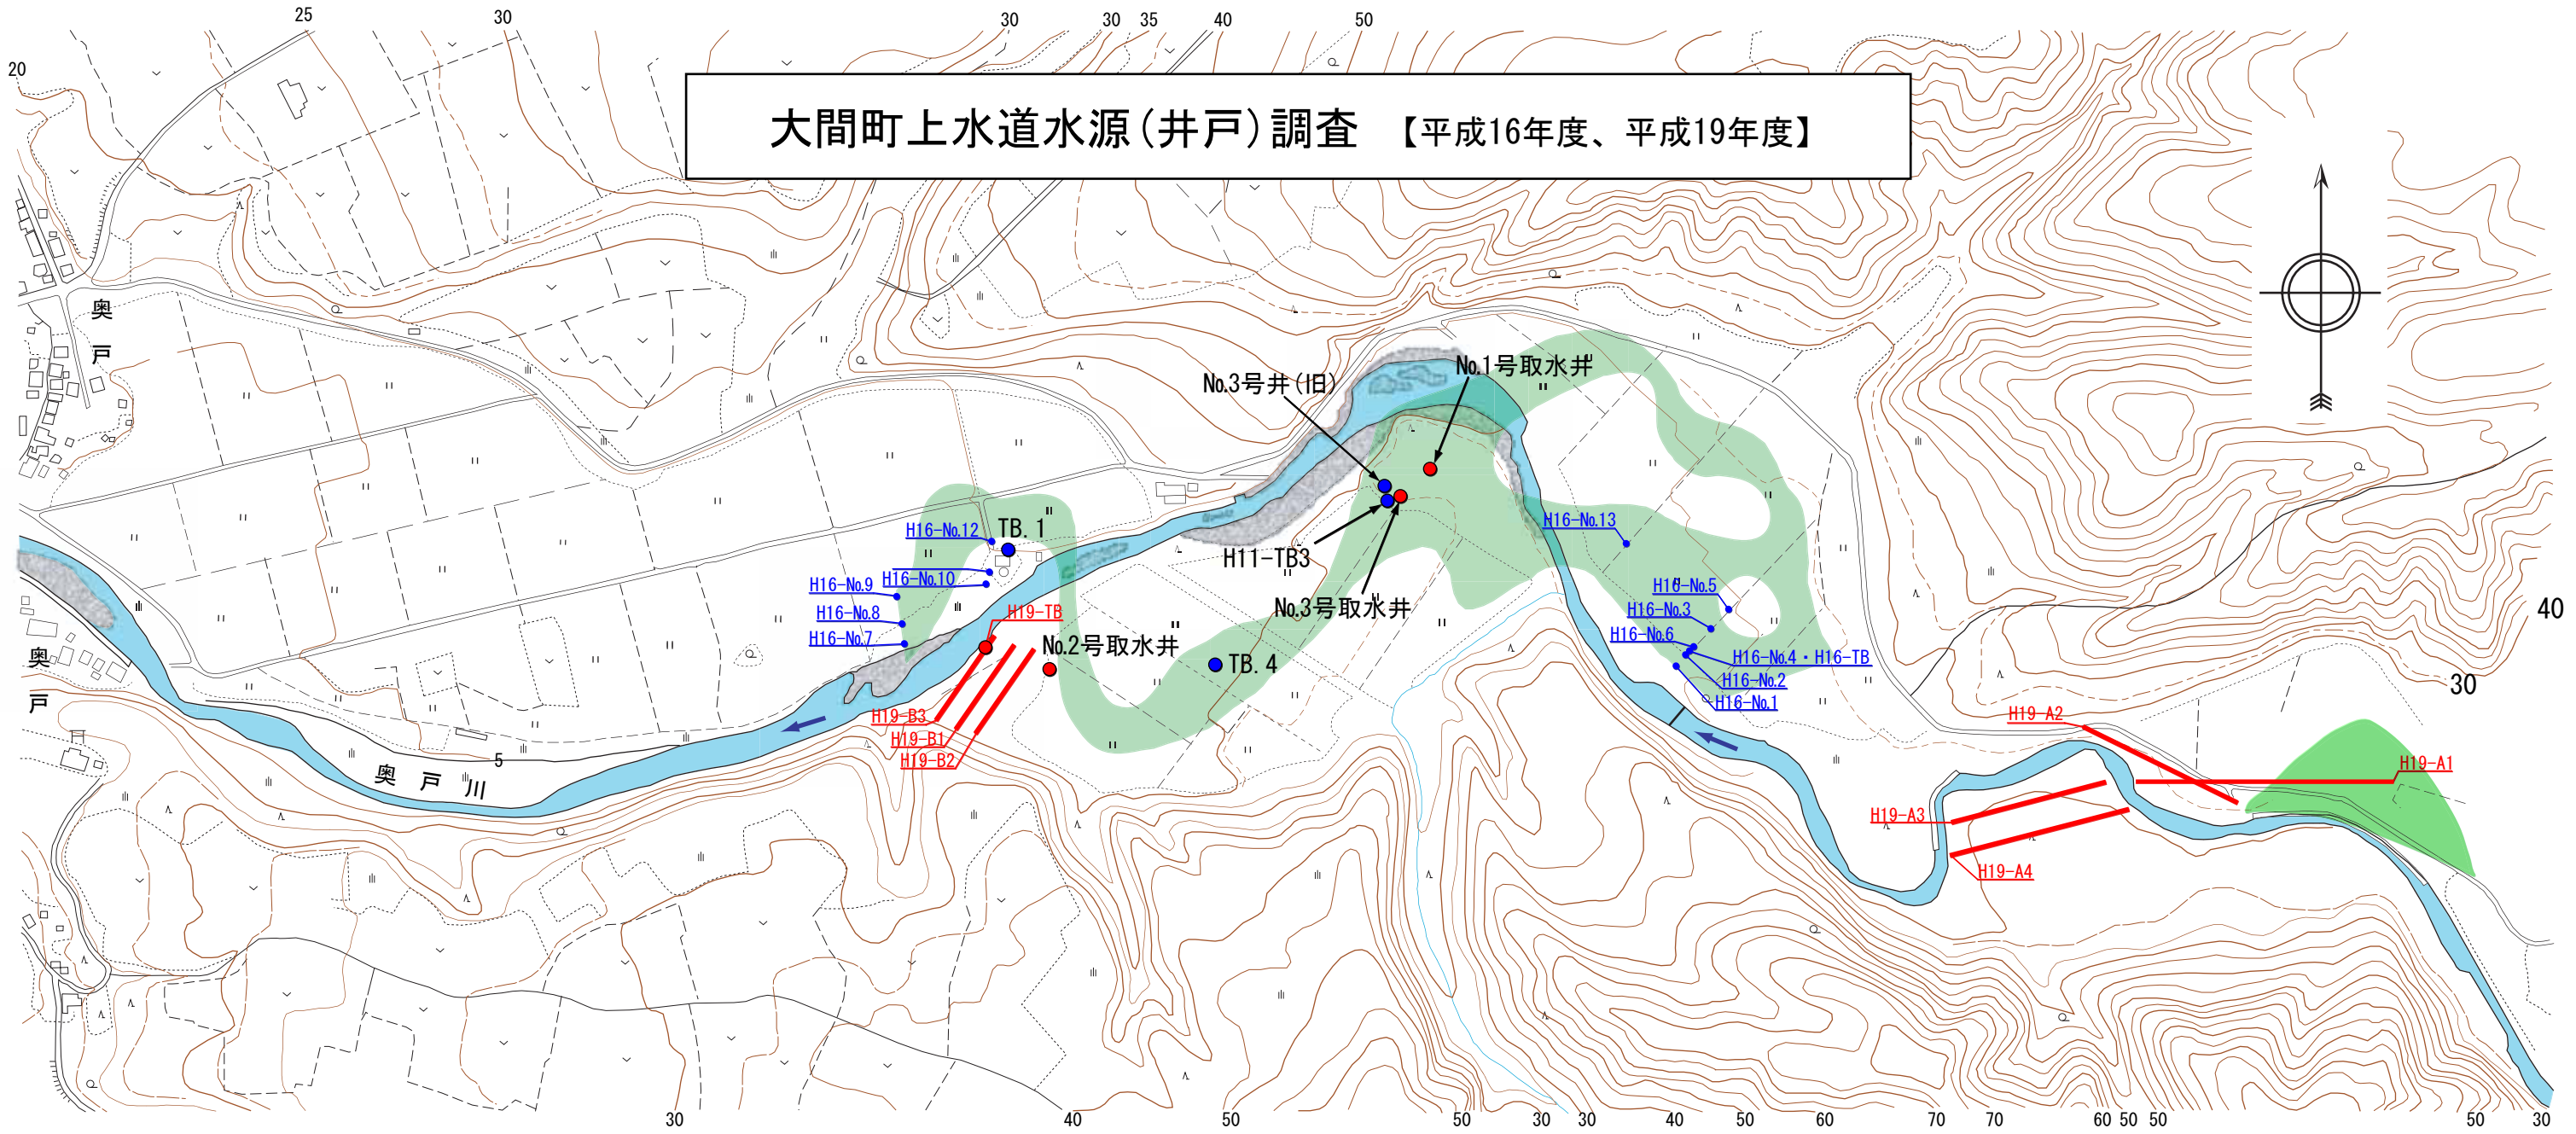 25
30
30
30
35
40
50
20
大間町上水道水源(井戸)調査 【平成16年度、平成19年度】
奥戸
No.3号井(旧)
No.1号取水井
H16-No.12
TB.1
H11-TB3
H16-No.13
H16-No.9
H16-No.10
H16-No.8
H16-No.7
H19-TB
No.2号取水井
No.3号取水井
TB.4
H16-No.5
H16-No.3
H16-No.6
H16-No.4・H16-TB
H16-No.2
H16-No.1
40
30
奥戸
H19-B3
H19-B1
H19-B2
H19-A2
H19-A1
H19-A3
H19-A4
5
奥戸川
30
40
50
50
30
30
40
50
60
70
70
60
50
50
50
30